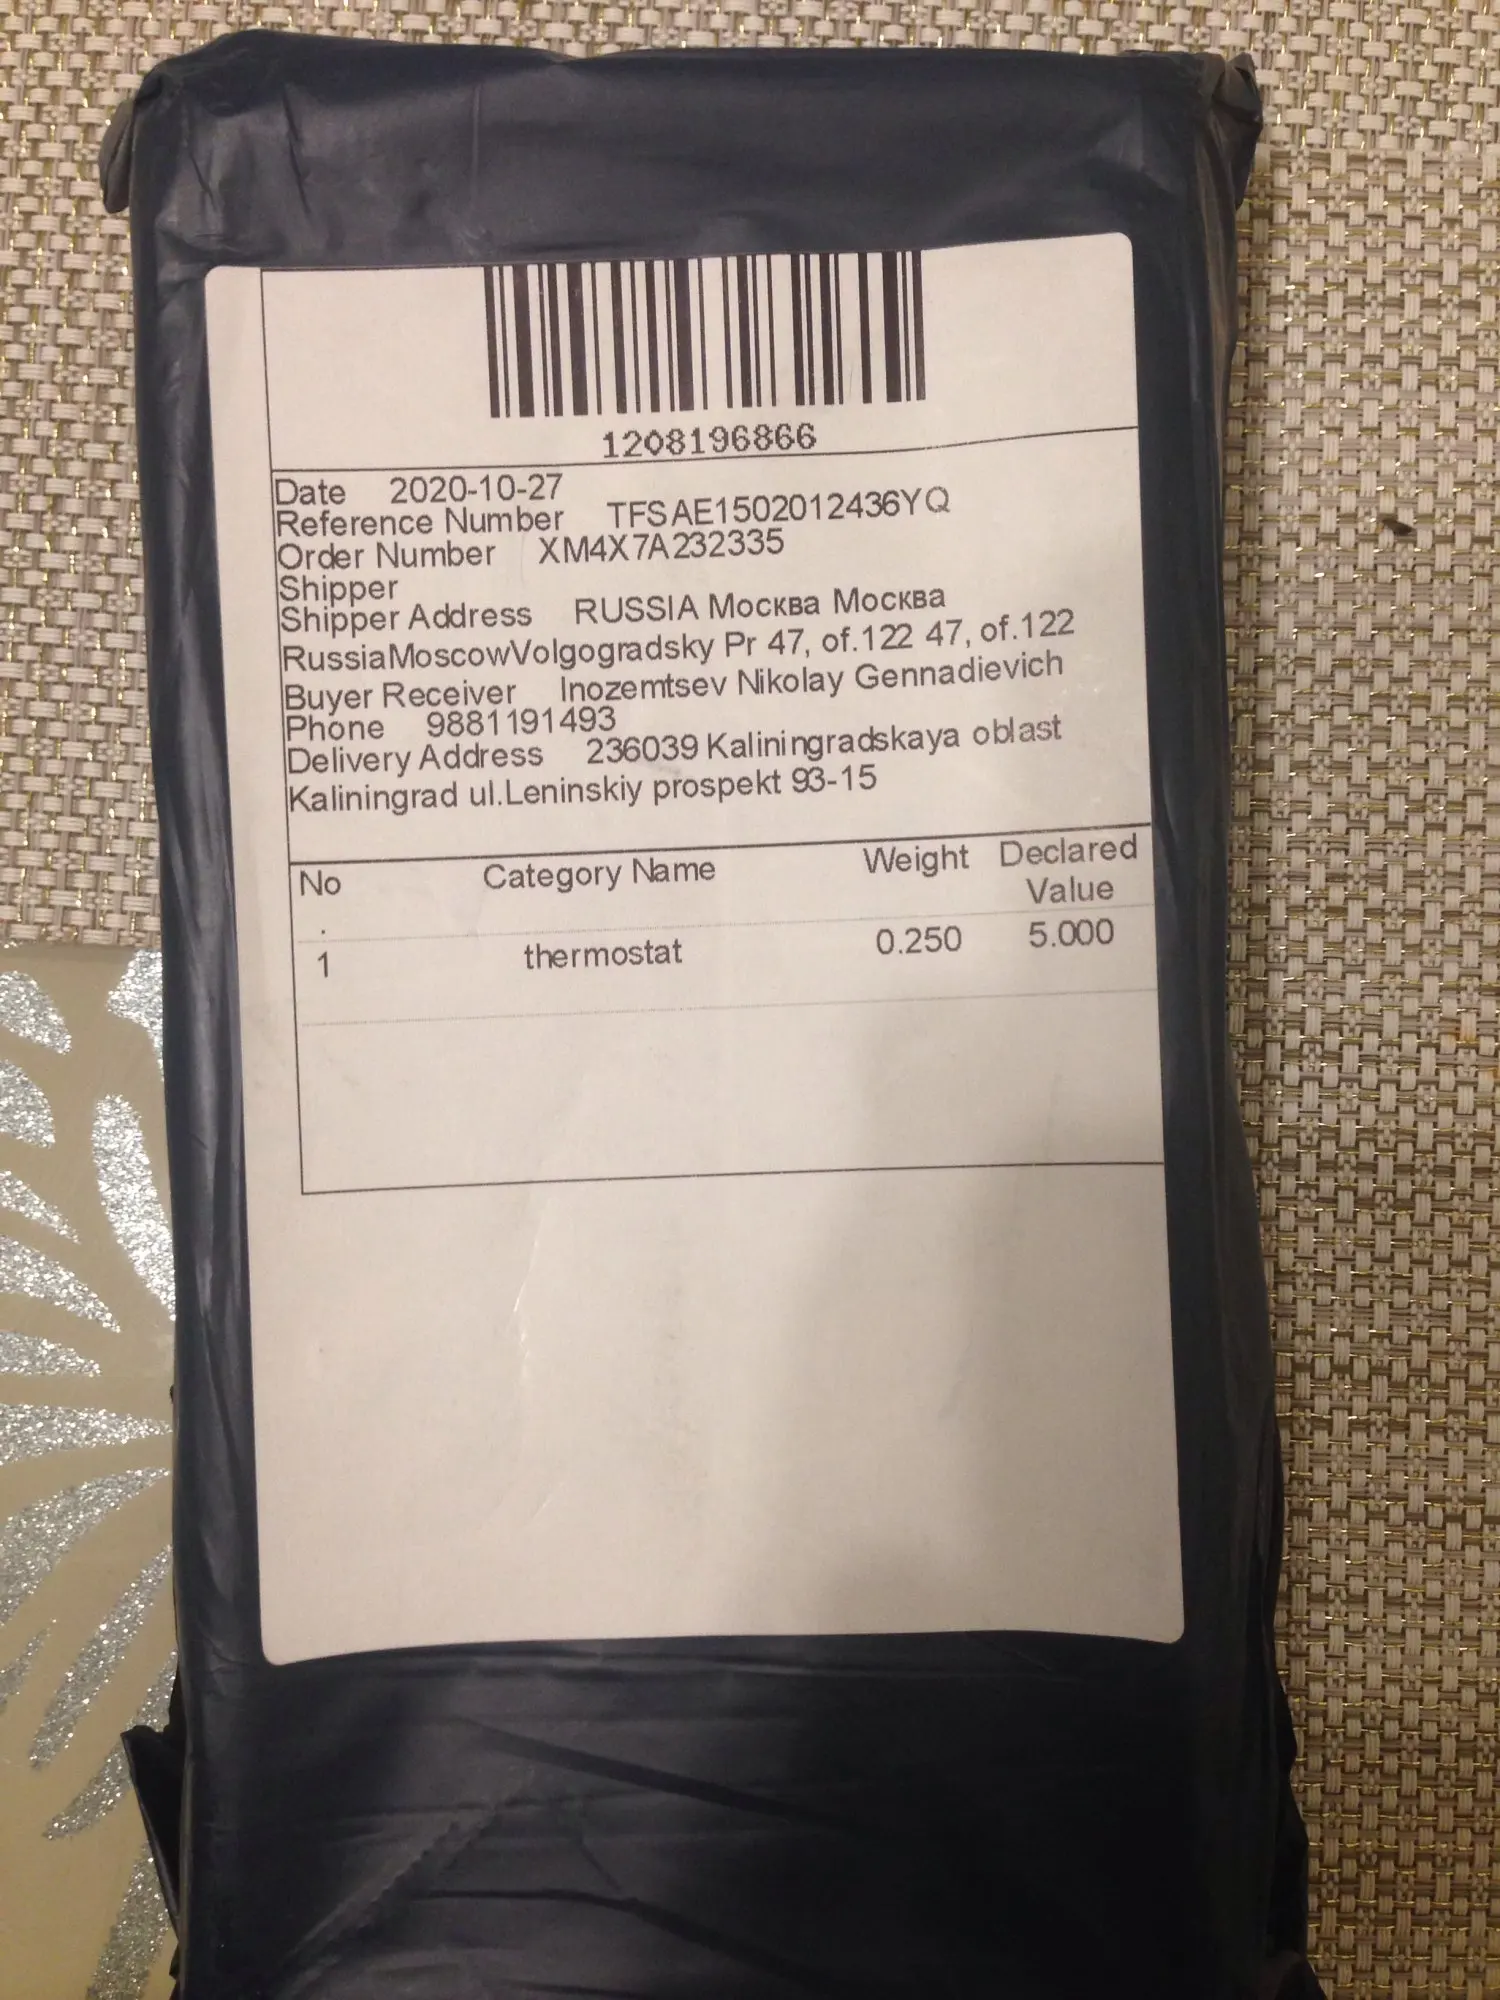 1208196866
Date 2020-10-27
Reference Number TFSAE1502012436YQ
Order Number XM4X7A232335
Shipper
Shipper Address RUSSIA Москва Москва
RussiaMoscowVolgogradsky Pr 47, of.122 47, of.122
Buyer Receiver Inozemtsev Nikolay Gennadievich
Phone 9881191493
Delivery Address 236039 Kaliningradskaya oblast
Kaliningrad ul.Leninskiy prospekt 93-15
No Category Name Weight Declared
. Value
1 thermostat 0.250 5.000